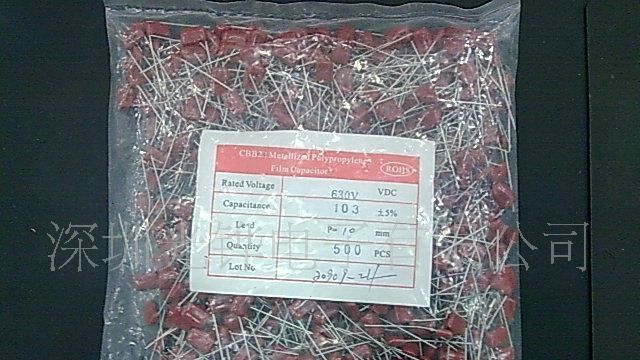 CBB21 Metallized Polypropylene
Film Capacitor
ROHS
Rated Voltage 630V VDC
Capacitance 103 ±5%
Lead P=10 mm
Quantity 500 PCS
Lot No
深圳 公司